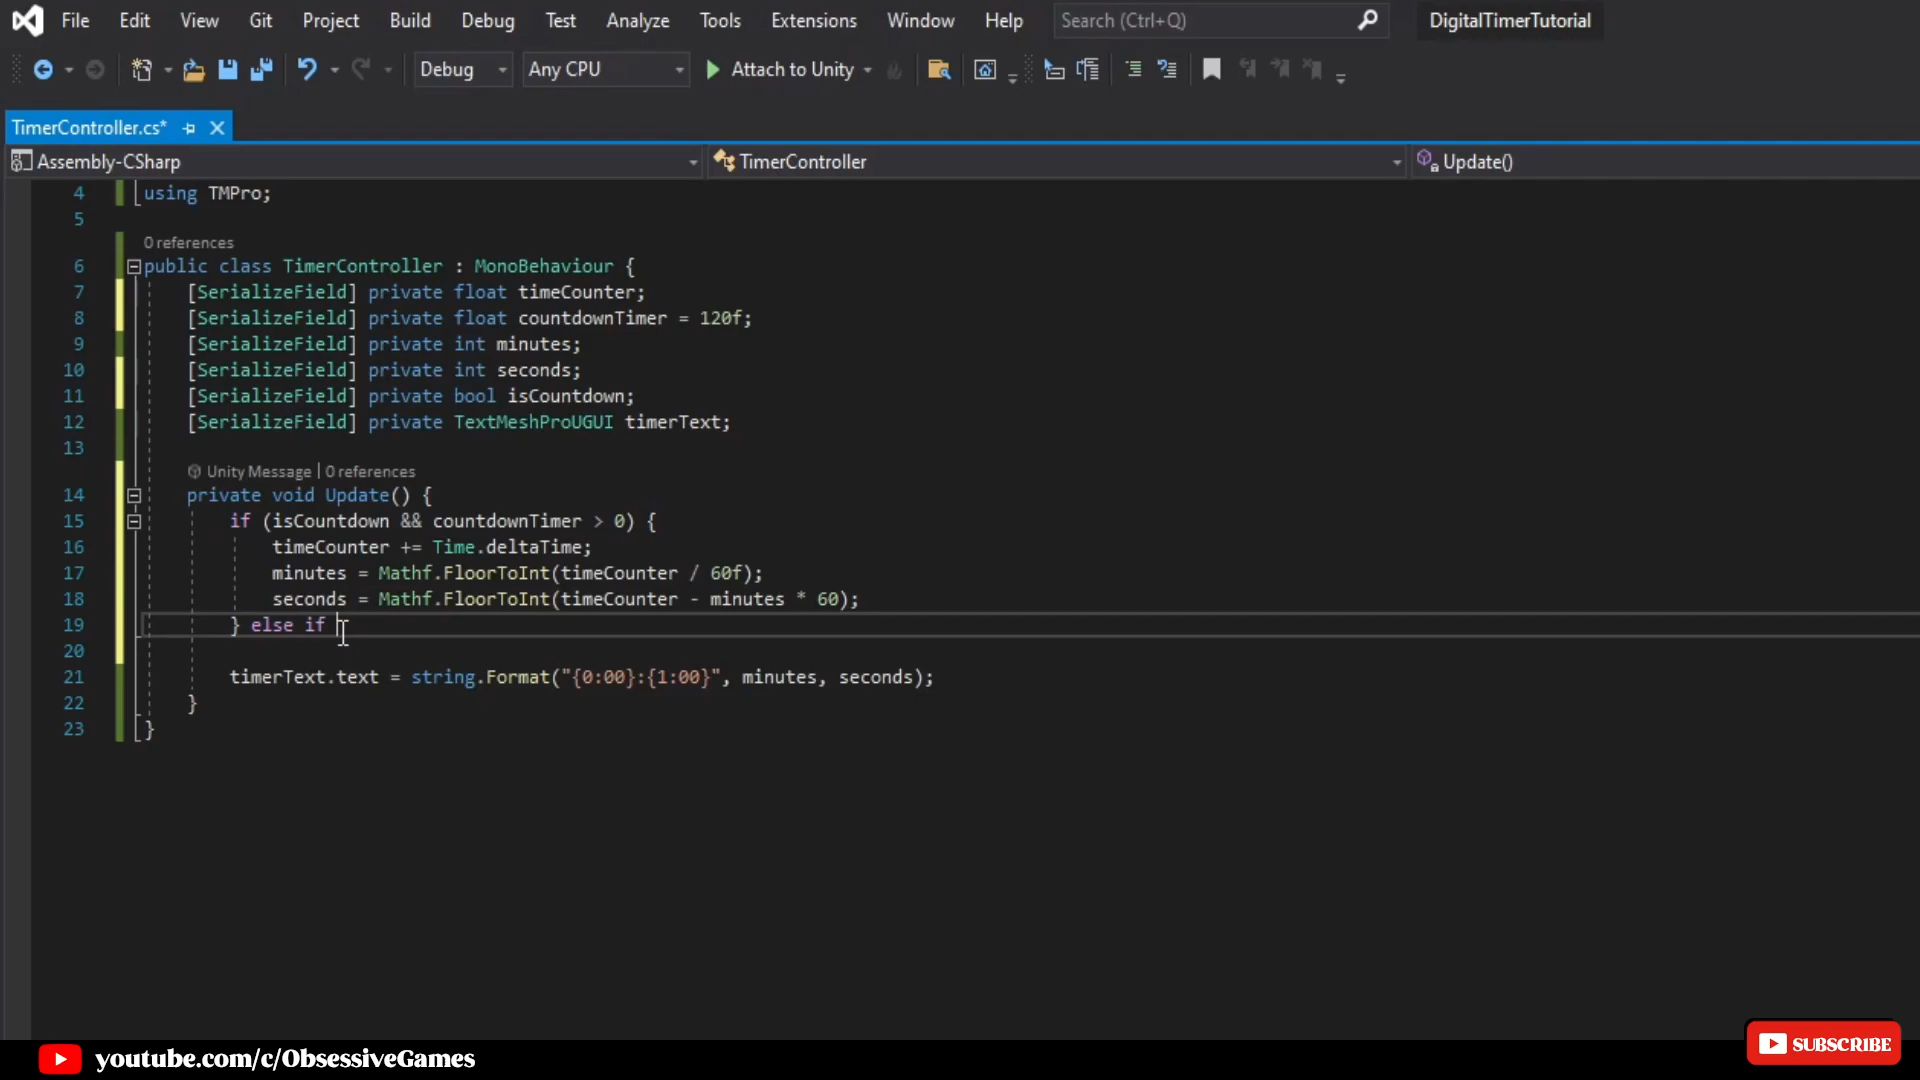 File Edit View Git Project Build Debug Test Analyze Tools Extensions Window Help Search (Ctrl+Q) DigitalTimerTutorial
Debug Any CPU Attach to Unity
TimerController.cs*
Assembly-CSharp TimerController Update()
4 using TMPro;
5
0 references
6 public class TimerController : MonoBehaviour {
7 [SerializeField] private float timeCounter;
8 [SerializeField] private float countdownTimer = 120f;
9 [SerializeField] private int minutes;
10 [SerializeField] private int seconds;
11 [SerializeField] private bool isCountdown;
12 [SerializeField] private TextMeshProUGUI timerText;
13
Unity Message | 0 references
14 private void Update() {
15 if (isCountdown && countdownTimer > 0) {
16 timeCounter += Time.deltaTime;
17 minutes = Mathf.FloorToInt(timeCounter / 60f);
18 seconds = Mathf.FloorToInt(timeCounter - minutes * 60);
19 } else if
20
21 timerText.text = string.Format("{0:00}:{1:00}", minutes, seconds);
22 }
23 }
youtube.com/c/ObsessiveGames
SUBSCRIBE